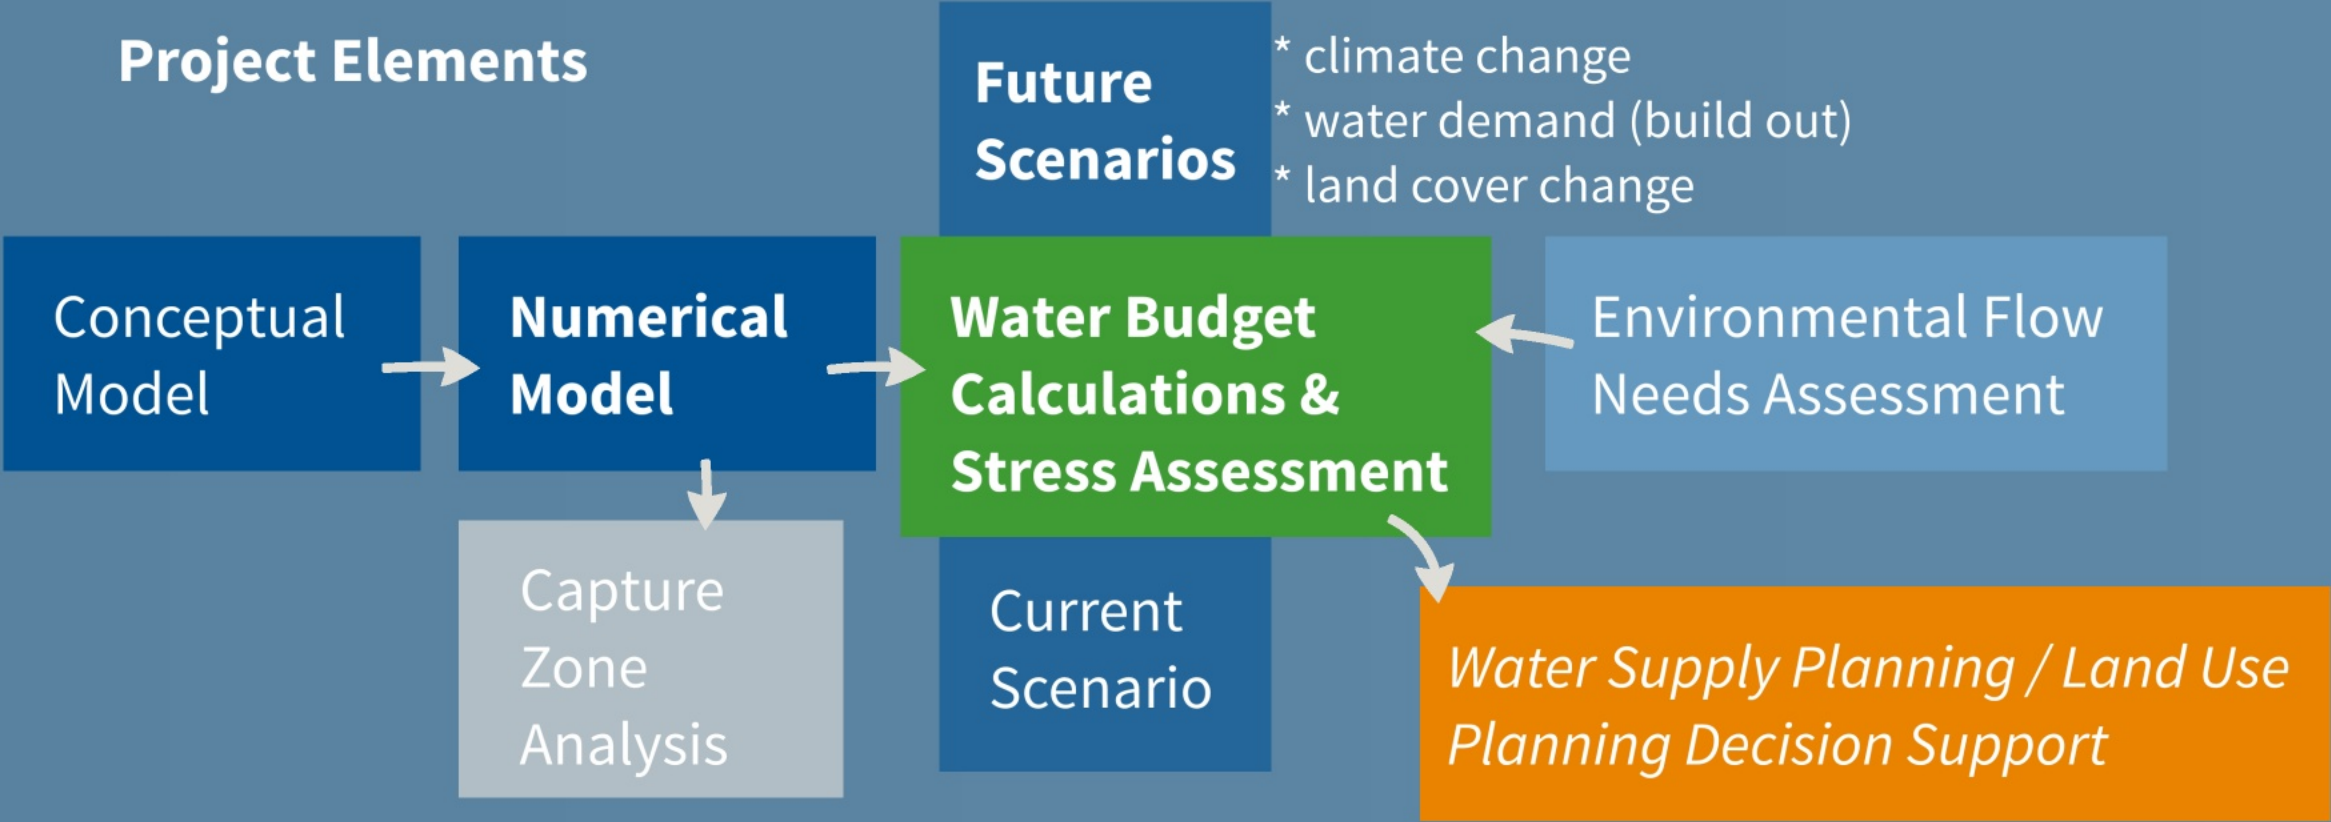 Project Elements
Future
Scenarios
* climate change
* water demand (build out)
* land cover change
Conceptual
Model
Numerical
Model
Water Budget
Calculations &
Stress Assessment
Environmental Flow
Needs Assessment
Capture
Zone
Analysis
Current
Scenario
Water Supply Planning / Land Use
Planning Decision Support